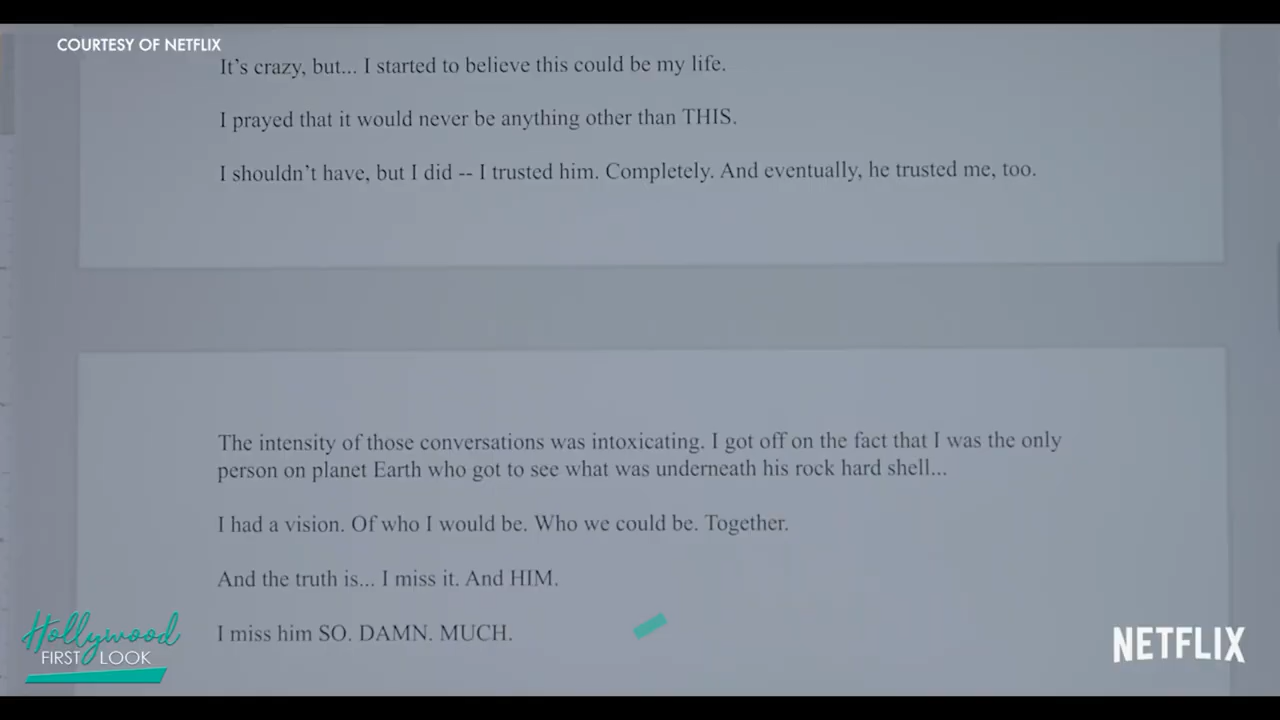 COURTESY OF NETFLIX
It’s crazy, but... I started to believe this could be my life.
I prayed that it would never be anything other than THIS.
I shouldn’t have, but I did -- I trusted him. Completely. And eventually, he trusted me, too.
The intensity of those conversations was intoxicating. I got off on the fact that I was the only
person on planet Earth who got to see what was underneath his rock hard shell...
I had a vision. Of who I would be. Who we could be. Together.
And the truth is... I miss it. And HIM.
I miss him SO. DAMN. MUCH.
Hollywood
FIRST LOOK
NETFLIX